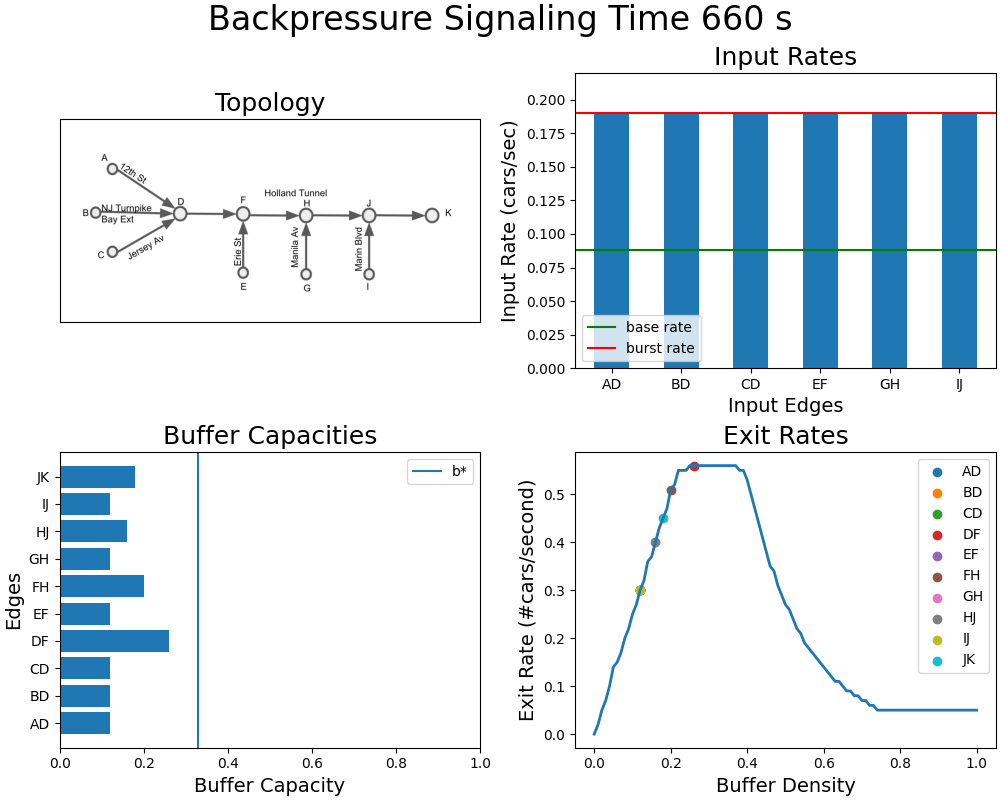 Backpressure Signaling Time 660 s
Topology
A
12th St
B
NJ Turnpike
Bay Ext
C
Jersey Av
D
F
Holland Tunnel
H
J
K
Erie St
Manila Av
Marin Blvd
E
G
I
Input Rates
Input Rate (cars/sec)
0.200
0.175
0.150
0.125
0.100
0.075
0.050
0.025
0.000
base rate
burst rate
AD BD CD EF GH IJ
Input Edges
Buffer Capacities
Edges
JK
IJ
HJ
GH
FH
EF
DF
CD
BD
AD
b*
0.0 0.2 0.4 0.6 0.8 1.0
Buffer Capacity
Exit Rates
Exit Rate (#cars/second)
0.5
0.4
0.3
0.2
0.1
0.0
AD
BD
CD
DF
EF
FH
GH
HJ
IJ
JK
0.0 0.2 0.4 0.6 0.8 1.0
Buffer Density